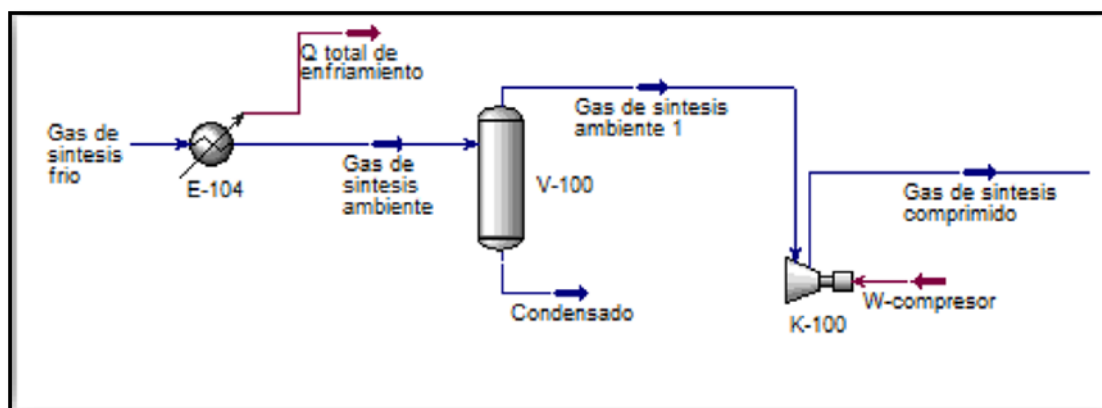 Q total de
enfriamiento
Gas de
sintesis
frio
E-104
Gas de
sintesis
ambiente
V-100
Condensado
Gas de sintesis
ambiente 1
Gas de sintesis
comprimido
W-compresor
K-100